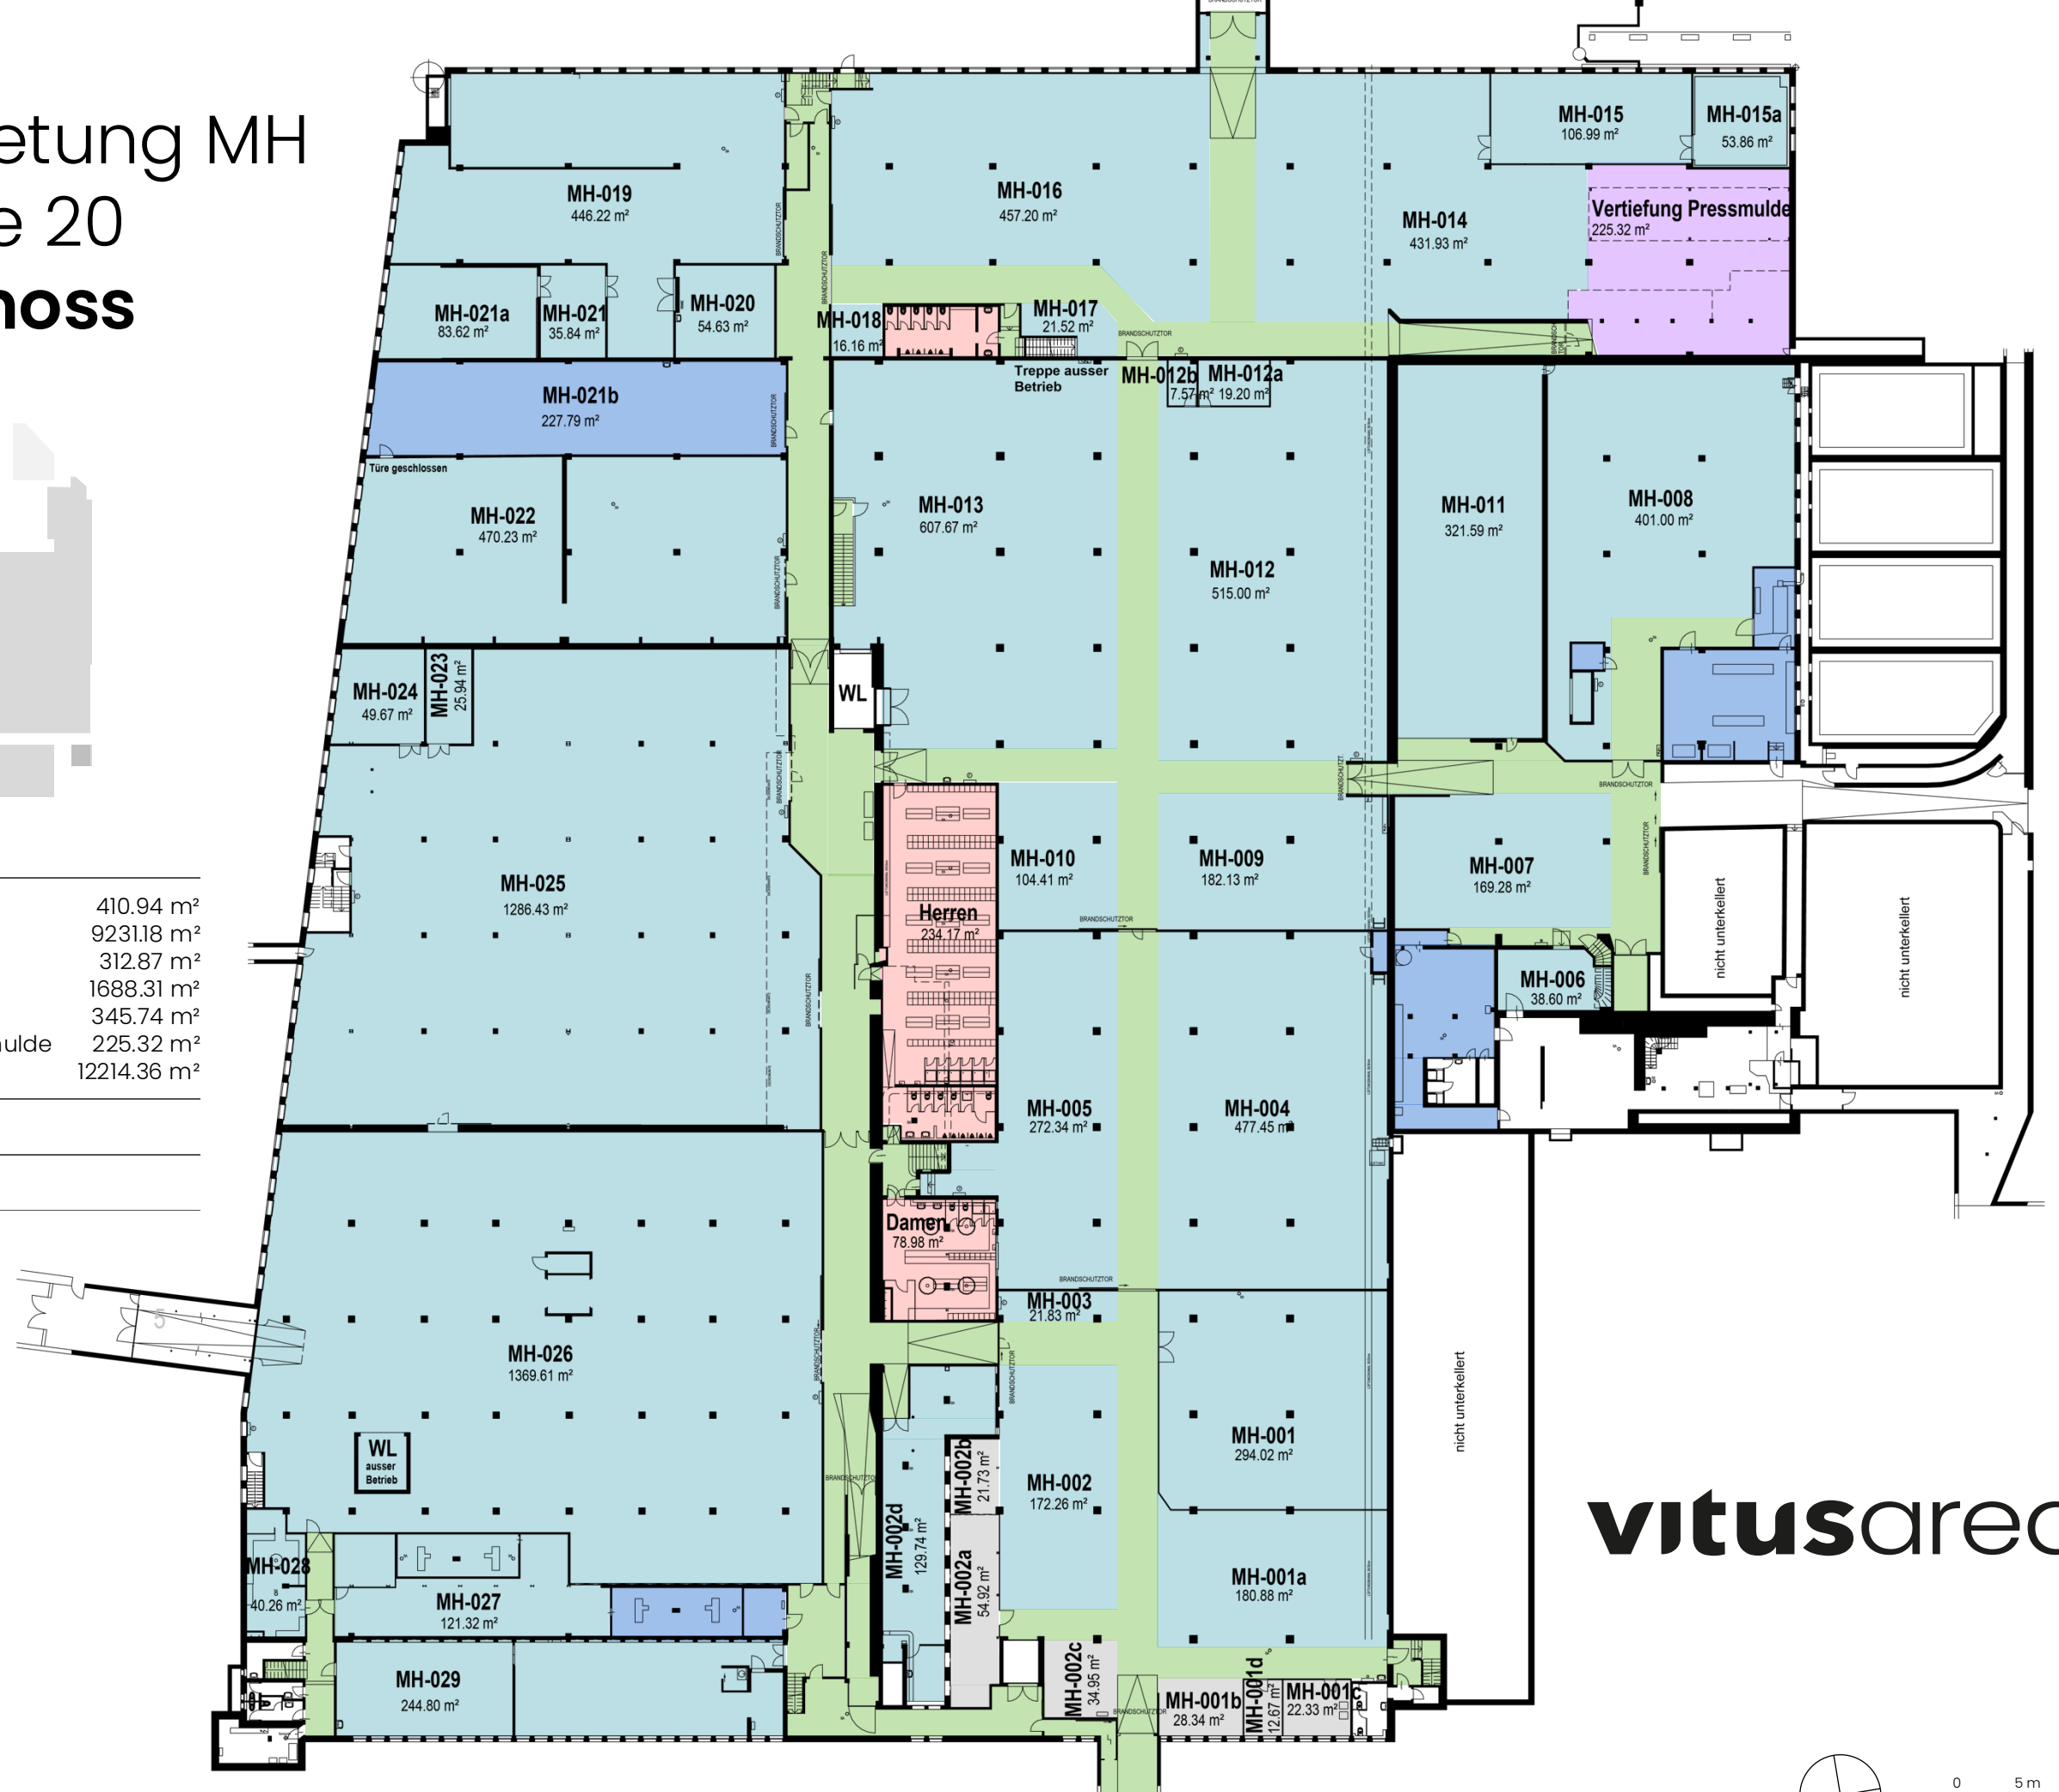 etung MH
e 20
hoss
410.94 m²
9231.18 m²
312.87 m²
1688.31 m²
345.74 m²
ulde 225.32 m²
12214.36 m²
BRANDSCHUTZTOR
MH-019
446.22 m²
MH-016
457.20 m²
MH-014
431.93 m²
MH-015
106.99 m²
MH-015a
53.86 m²
Vertiefung Pressmulde
225.32 m²
MH-021a
83.62 m²
MH-021
35.84 m²
MH-020
54.63 m²
MH-018
16.16 m²
MH-017
21.52 m²
BRANDSCHUTZTOR
Treppe ausser
Betrieb
MH-012b
7.57 m²
MH-012a
19.20 m²
MH-021b
227.79 m²
Türe geschlossen
MH-022
470.23 m²
MH-013
607.67 m²
MH-012
515.00 m²
MH-011
321.59 m²
MH-008
401.00 m²
MH-024
49.67 m²
MH-023
25.94 m²
WL
BRANDSCHUTZTOR
MH-025
1286.43 m²
Herren
234.17 m²
MH-010
104.41 m²
MH-009
182.13 m²
MH-007
169.28 m²
BRANDSCHUTZTOR
BRANDSCHUTZTOR
nicht unterkellert
nicht unterkellert
MH-006
38.60 m²
MH-005
272.34 m²
MH-004
477.45 m²
Damen
78.98 m²
BRANDSCHUTZTOR
MH-003
21.83 m²
5
MH-026
1369.61 m²
WL
ausser
Betrieb
BRANDSCHUTZTOR
MH-002d
129.74 m²
MH-002b
21.73 m²
MH-002a
54.92 m²
MH-002
172.26 m²
MH-001
294.02 m²
nicht unterkellert
vitusarea
MH-028
40.26 m²
MH-027
121.32 m²
MH-001a
180.88 m²
MH-029
244.80 m²
MH-002c
34.95 m²
BRANDSCHUTZTOR
MH-001b
28.34 m²
MH-001d
12.67 m²
MH-001c
22.33 m²
0 5 m